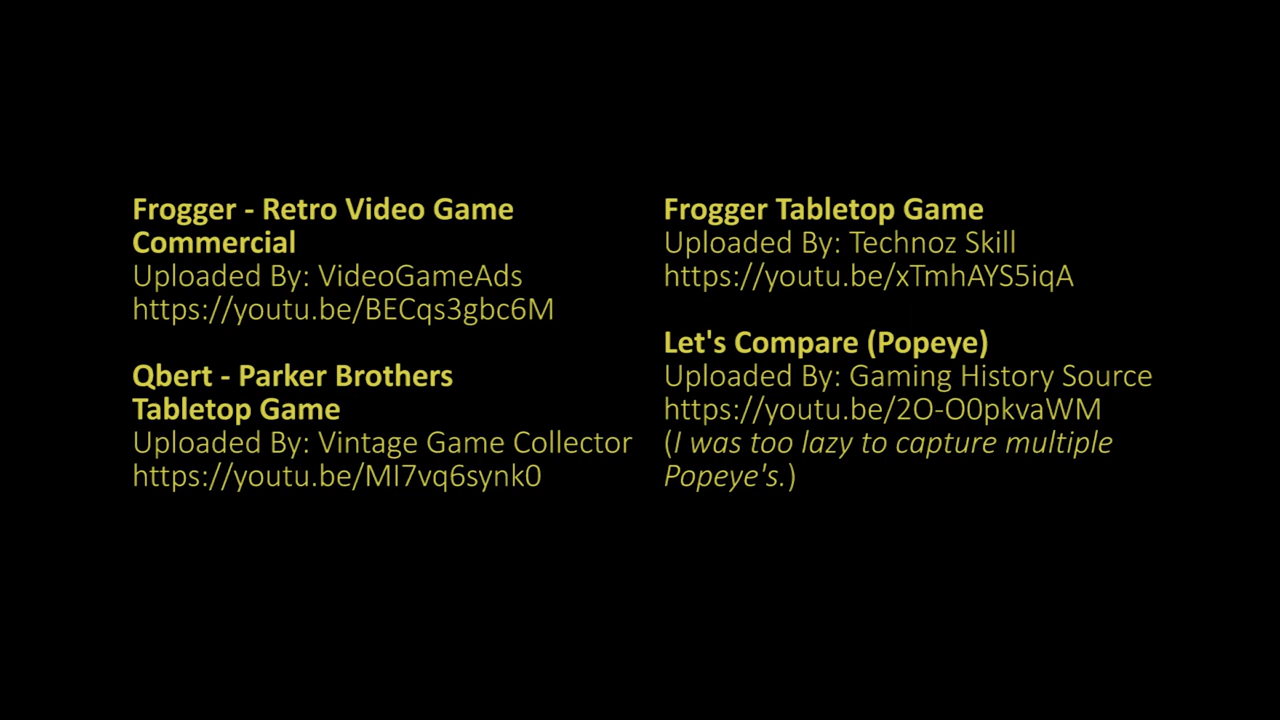 Frogger - Retro Video Game
Commercial
Uploaded By: VideoGameAds
https://youtu.be/BECqs3gbc6M
Qbert - Parker Brothers
Tabletop Game
Uploaded By: Vintage Game Collector
https://youtu.be/MI7vq6synk0
Frogger Tabletop Game
Uploaded By: Technoz Skill
https://youtu.be/xTmhAYS5iqA
Let's Compare (Popeye)
Uploaded By: Gaming History Source
https://youtu.be/2O-O0pkvaWM
(I was too lazy to capture multiple
Popeye's.)